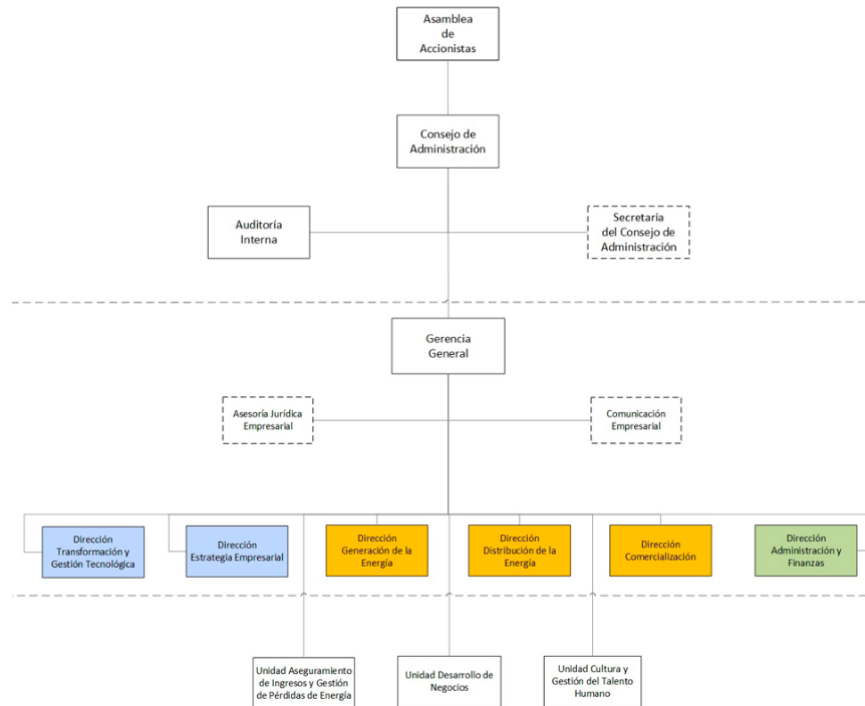 Asamblea
de
Accionistas
Consejo de
Administración
Auditoría
Interna
Secretaría
del Consejo de
Administración
Gerencia
General
Asesoría Jurídica
Empresarial
Comunicación
Empresarial
Dirección
Transformación y
Gestión Tecnológica
Dirección
Estrategia Empresarial
Dirección
Generación de la
Energía
Dirección
Distribución de la
Energía
Dirección
Comercialización
Dirección
Administración y
Finanzas
Unidad Aseguramiento
de Ingresos y Gestión
de Pérdidas de Energía
Unidad Desarrollo de
Negocios
Unidad Cultura y
Gestión del Talento
Humano